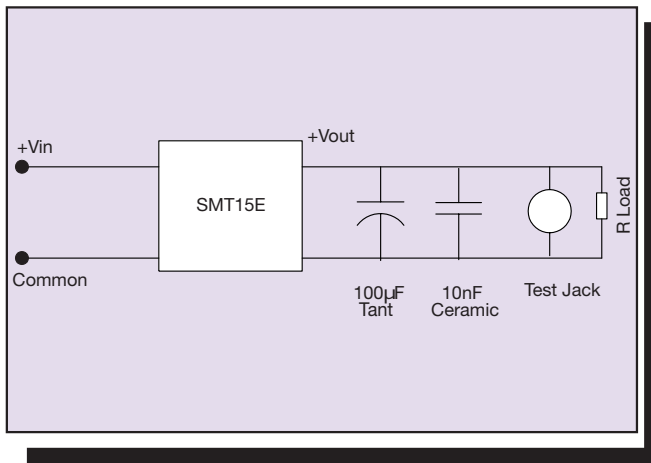 +Vout
+Vin
SMT15E
R Load
Common
100µF
Tant
10nF
Ceramic
Test Jack